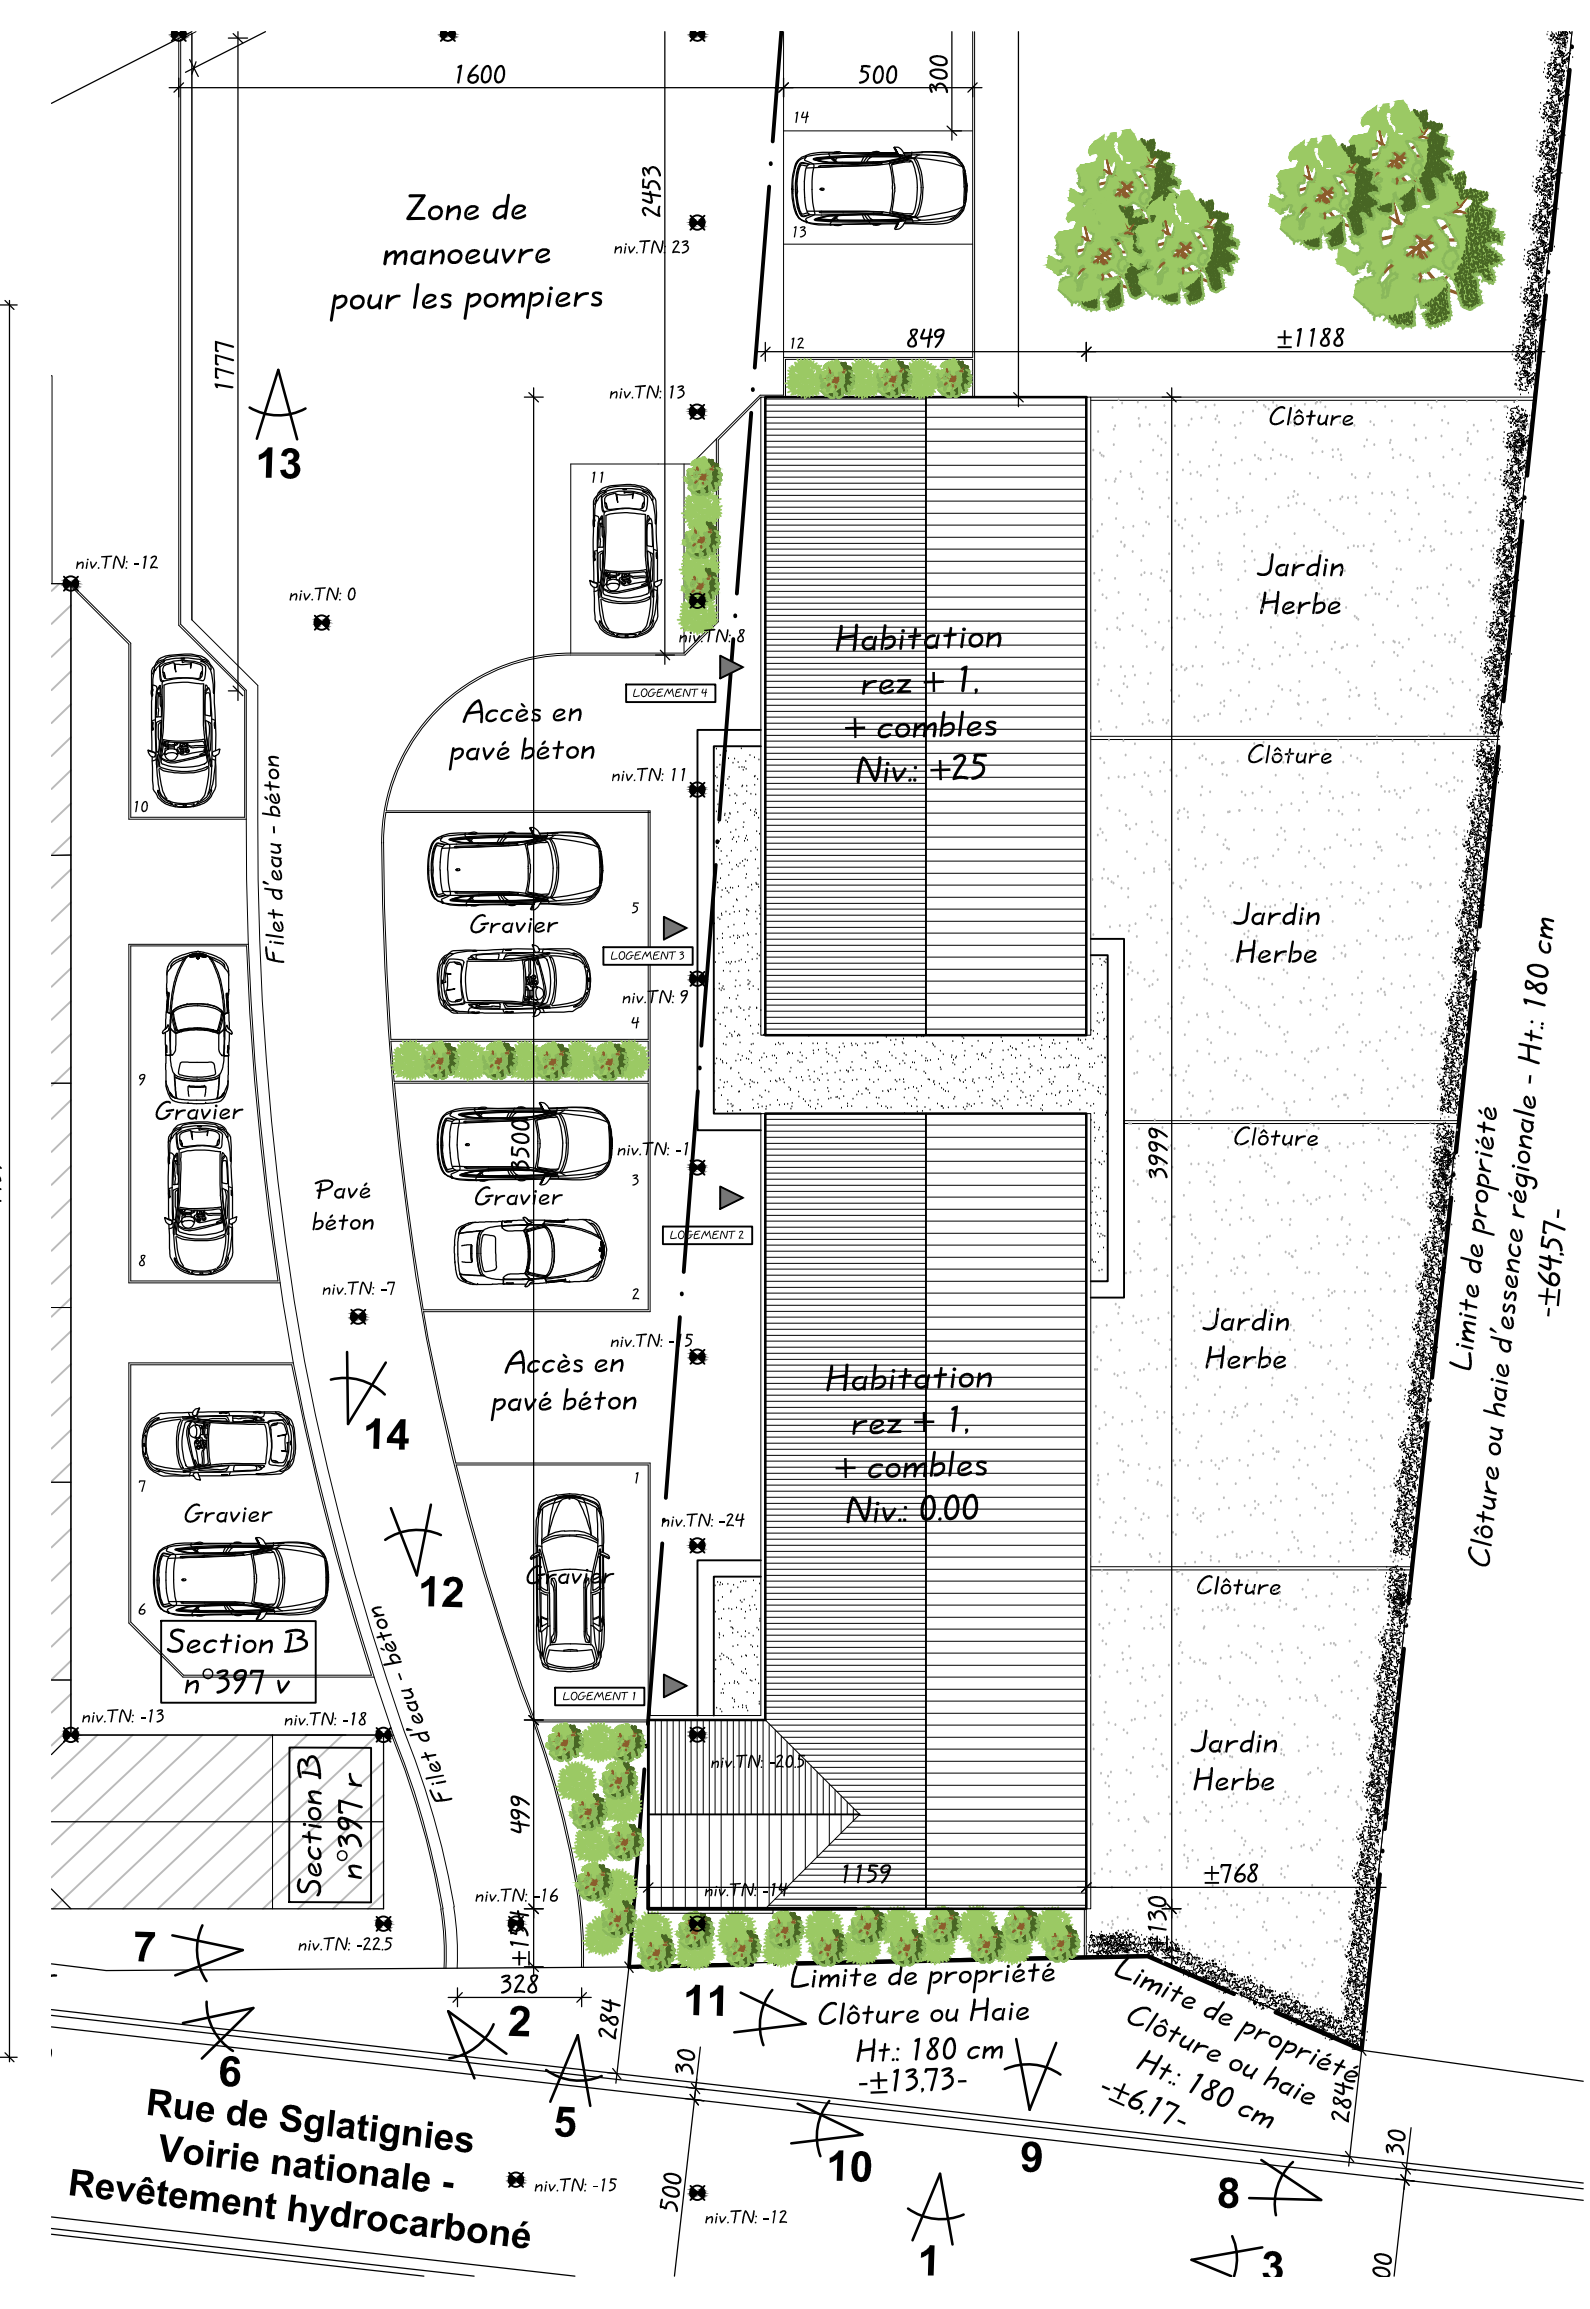 1600
500
300
14
2453
Zone de
manoeuvre
pour les pompiers
niv.TN: 23
13
1777
12
849
±1188
niv.TN: 13
Clôture
13
11
niv.TN: -12
niv.TN: 0
Jardin
Herbe
niv.TN: 8
Habitation
rez + 1.
+ combles
Niv.: +25
LOGEMENT 4
Accès en
pavé béton
Clôture
niv.TN: 11
10
Filet d'eau - béton
5
Gravier
LOGEMENT 3
niv.TN: 9
4
Jardin
Herbe
9
Gravier
8
3500
niv.TN: -1
3
Gravier
2
LOGEMENT 2
Clôture
3999
Pavé
béton
niv.TN: -7
Limite de propriété
Clôture ou haie d'essence régionale - Ht.: 180 cm
-±64,57-
Jardin
Herbe
niv.TN: -15
Accès en
pavé béton
Habitation
rez + 1.
+ combles
Niv.: 0.00
14
7
Gravier
6
1
niv.TN: -24
Gravier
12
Clôture
Section B
n°397 v
Filet d'eau - béton
LOGEMENT 1
niv.TN: -13
niv.TN: -18
niv.TN: -20.5
Jardin
Herbe
Section B
n°397 r
499
1159
±768
niv.TN: -14
niv.TN: -16
±130
7
niv.TN: -22.5
328
284
11
Limite de propriété
Clôture ou Haie
Ht.: 180 cm
-±13,73-
Limite de propriété
Clôture ou haie
Ht.: 180 cm
-±6,17-
2
6
5
30
284
30
Rue de Sglatignies
Voirie nationale -
Revêtement hydrocarboné
10
9
8
niv.TN: -15
500
niv.TN: -12
1
3